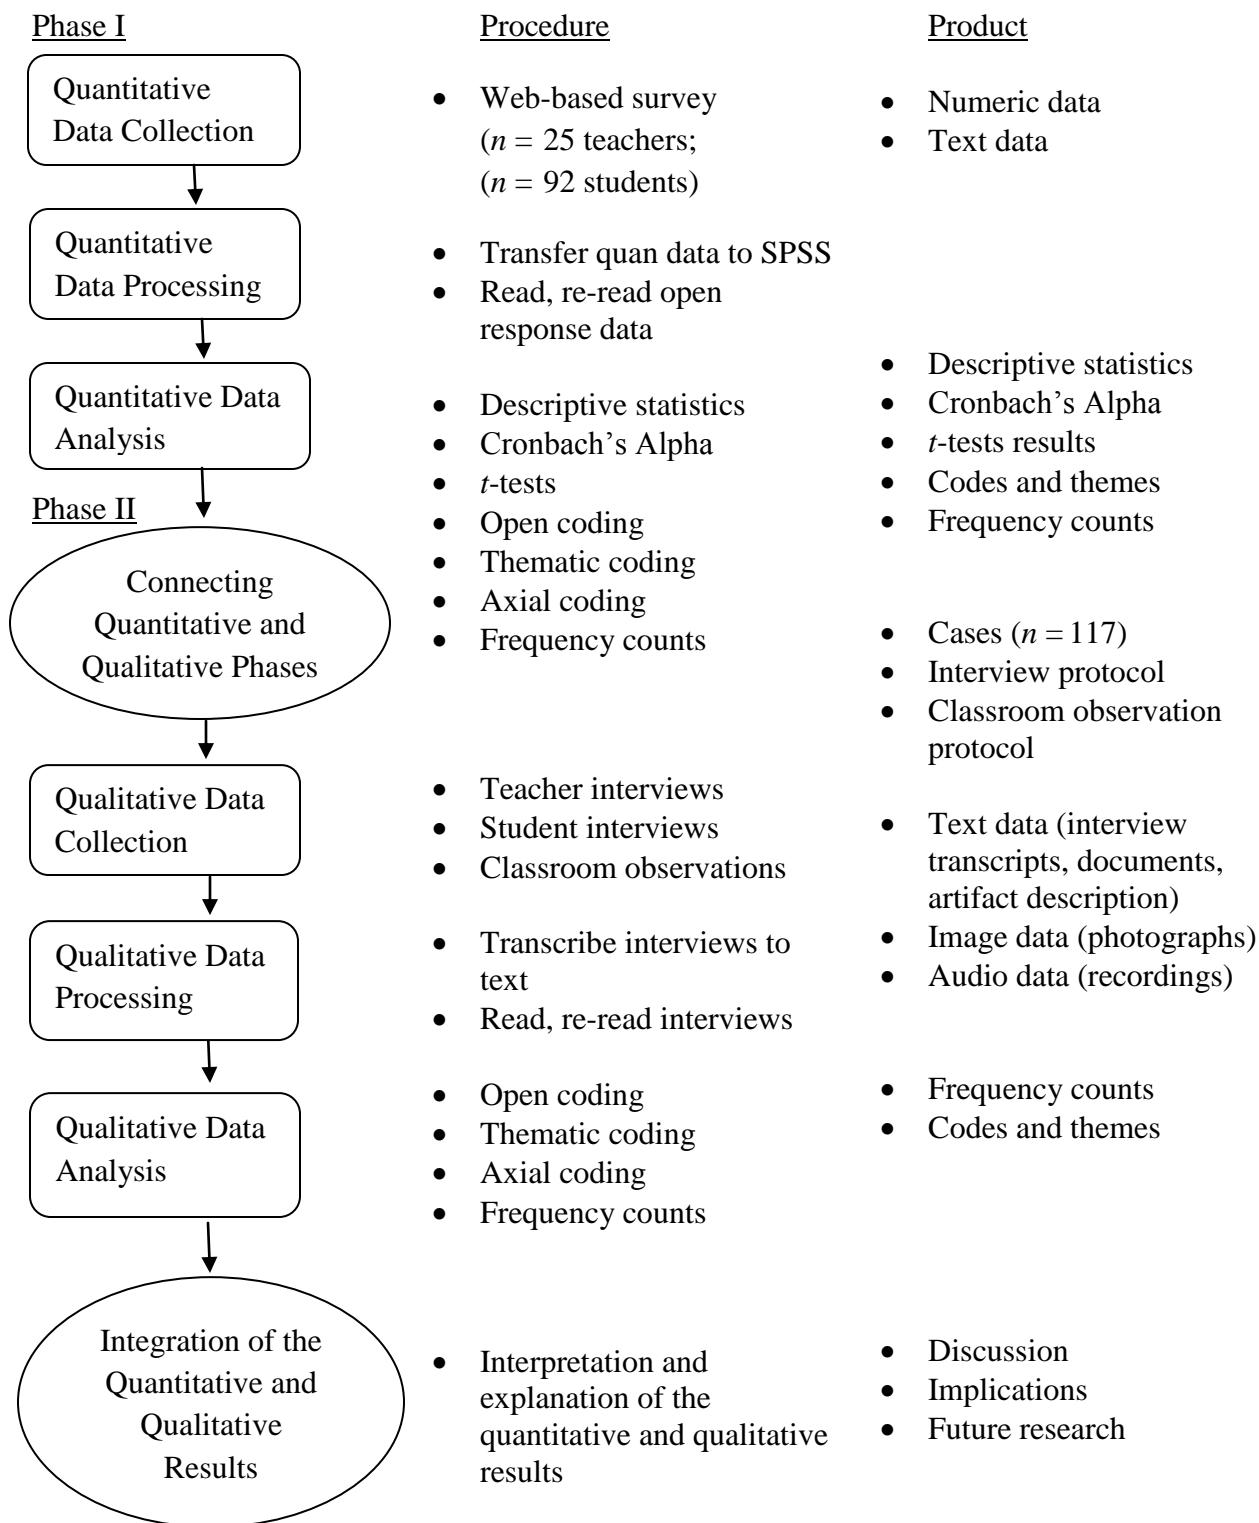 Phase I
Procedure
Product
Quantitative
Data Collection
• Web-based survey
(n = 25 teachers;
(n = 92 students)
• Numeric data
• Text data
Quantitative
Data Processing
• Transfer quan data to SPSS
• Read, re-read open
response data
Quantitative Data
Analysis
• Descriptive statistics
• Cronbach’s Alpha
• t-tests
• Open coding
• Thematic coding
• Axial coding
• Frequency counts
• Descriptive statistics
• Cronbach’s Alpha
• t-tests results
• Codes and themes
• Frequency counts
Phase II
Connecting
Quantitative and
Qualitative Phases
• Cases (n = 117)
• Interview protocol
• Classroom observation
protocol
Qualitative Data
Collection
• Teacher interviews
• Student interviews
• Classroom observations
• Text data (interview
transcripts, documents,
artifact description)
• Image data (photographs)
• Audio data (recordings)
Qualitative Data
Processing
• Transcribe interviews to
text
• Read, re-read interviews
Qualitative Data
Analysis
• Open coding
• Thematic coding
• Axial coding
• Frequency counts
• Frequency counts
• Codes and themes
Integration of the
Quantitative and
Qualitative
Results
• Interpretation and
explanation of the
quantitative and qualitative
results
• Discussion
• Implications
• Future research